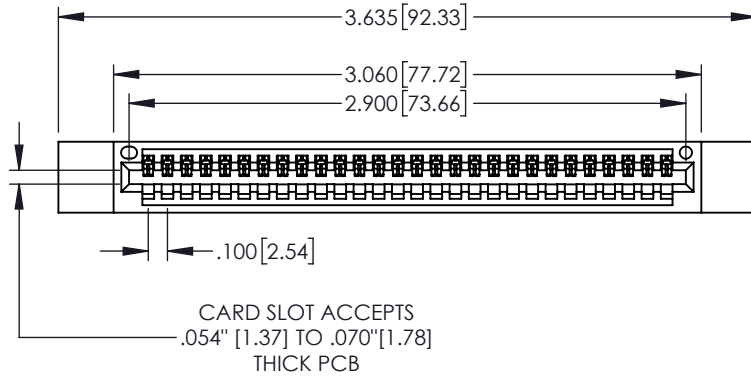 3.635[92.33]
3.060[77.72]
2.900[73.66]
.100[2.54]
CARD SLOT ACCEPTS
.054" [1.37] TO .070"[1.78]
THICK PCB